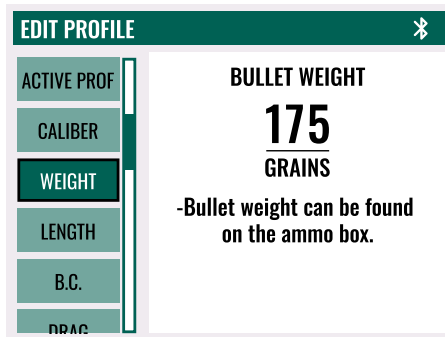 EDIT PROFILE
ACTIVE PROF
CALIBER
WEIGHT
LENGTH
B.C.
DRAG
BULLET WEIGHT
175
GRAINS
-Bullet weight can be found
on the ammo box.